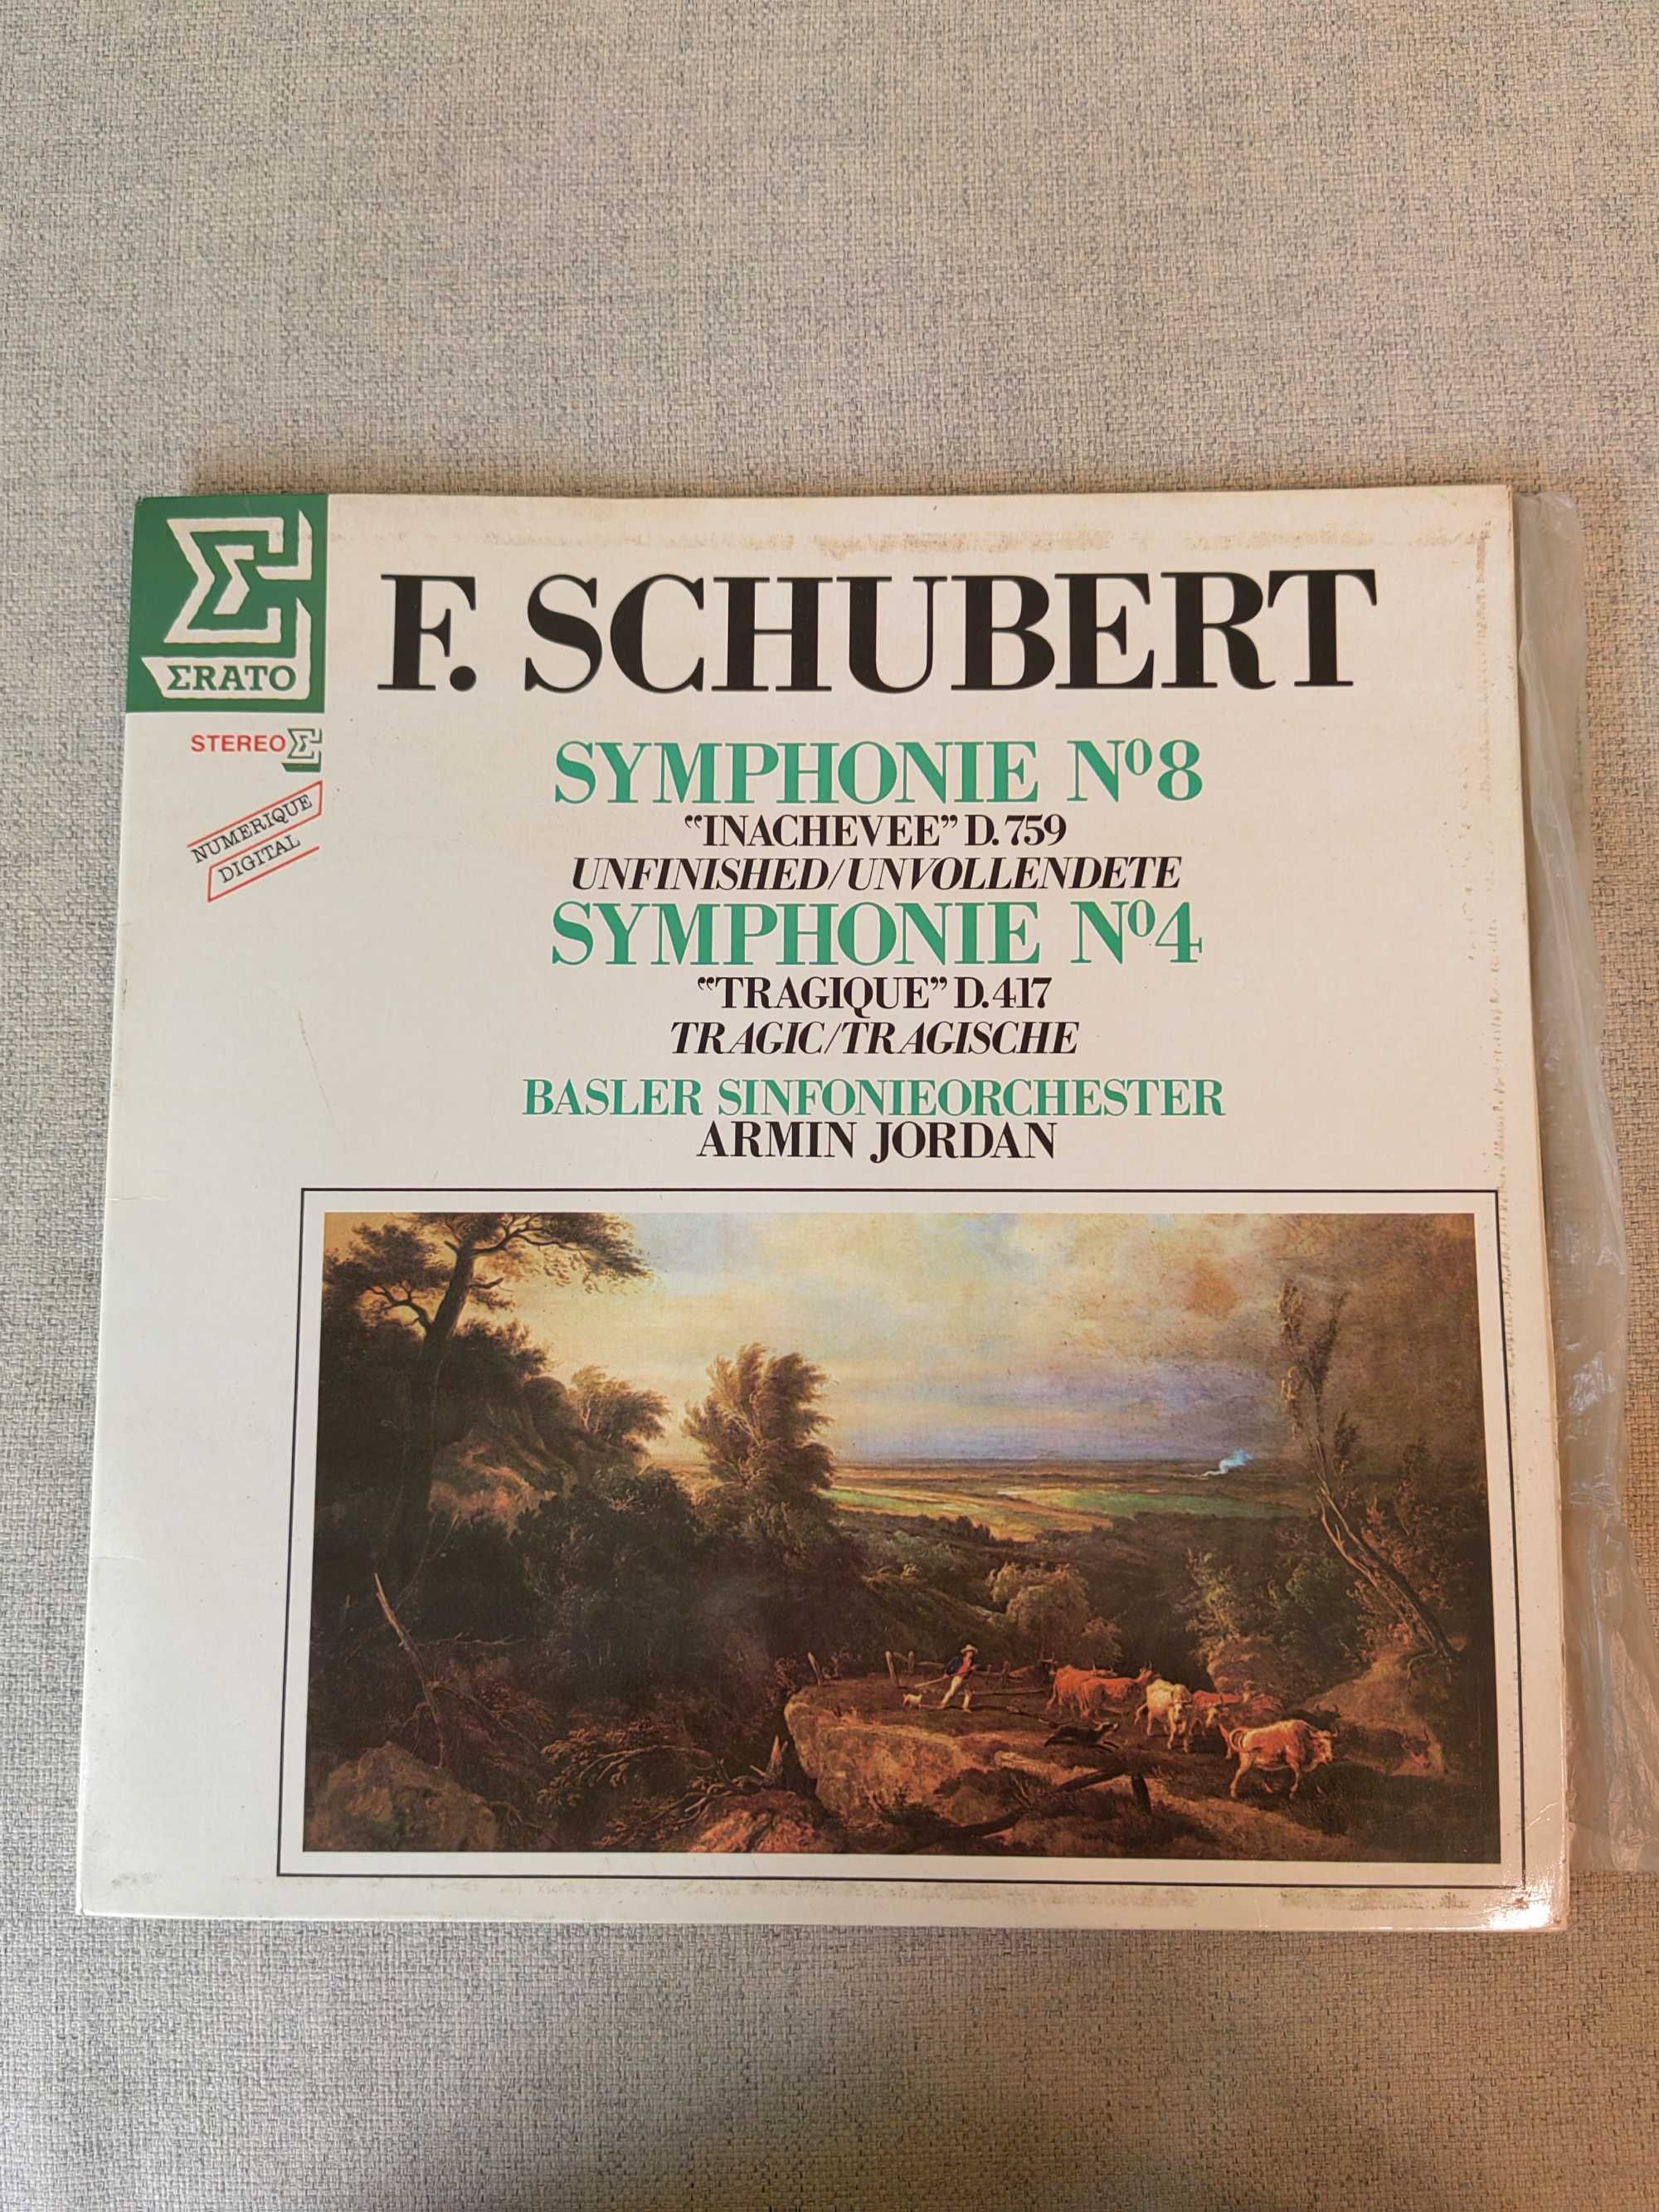 ΣRATO
F. SCHUBERT
STEREO
NUMERIQUE
DIGITAL
SYMPHONIE Nº8
“INACHEVEE” D. 759
UNFINISHED/UNVOLLENDETE
SYMPHONIE Nº4
“TRAGIQUE” D. 417
TRAGIC/TRAGISCHE
BASLER SINFONIEORCHESTER
ARMIN JORDAN